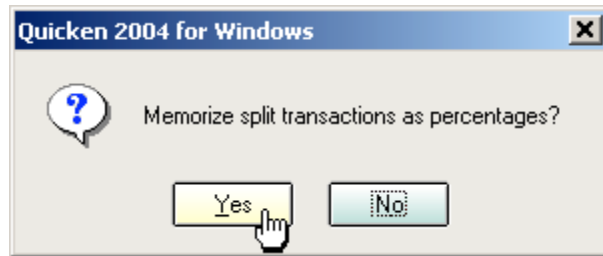 Quicken 2004 for Windows
Memorize split transactions as percentages?
Yes No